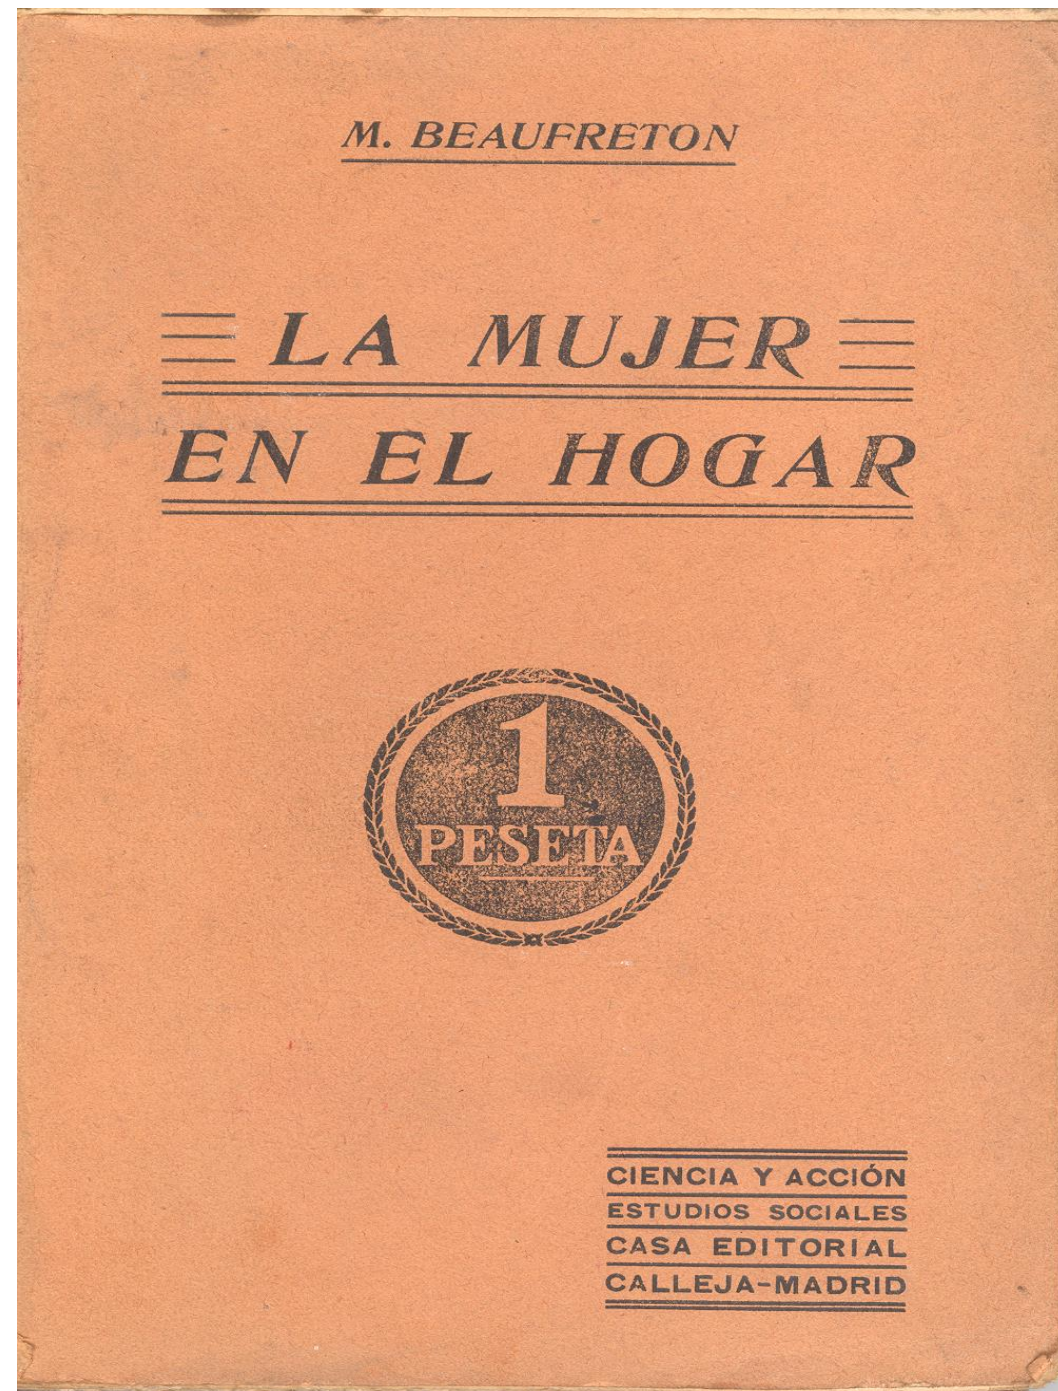 M. BEAUFRETON
LA MUJER
EN EL HOGAR
1
PESETA
CIENCIA Y ACCIÓN
ESTUDIOS SOCIALES
CASA EDITORIAL
CALLEJA-MADRID